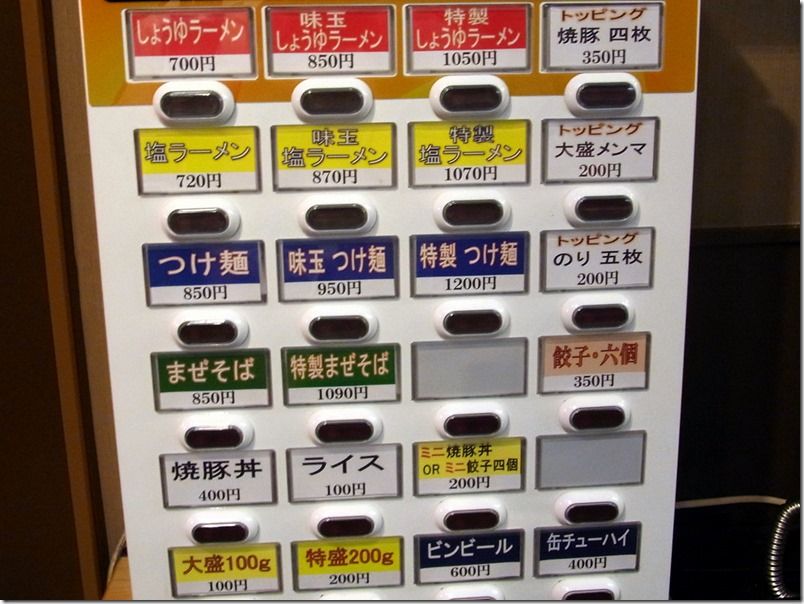 しょうゆラーメン
700円
味玉
しょうゆラーメン
850円
特製
しょうゆラーメン
1050円
トッピング
焼豚 四枚
350円
塩ラーメン
720円
味玉
塩ラーメン
870円
特製
塩ラーメン
1070円
トッピング
大盛メンマ
200円
つけ麺
850円
味玉 つけ麺
950円
特製 つけ麺
1200円
トッピング
のり 五枚
200円
まぜそば
850円
特製まぜそば
1090円
餃子・六個
350円
焼豚丼
400円
ライス
100円
ミニ焼豚丼
OR ミニ餃子四個
200円
大盛100g
100円
特盛200g
200円
ビンビール
600円
缶チューハイ
400円